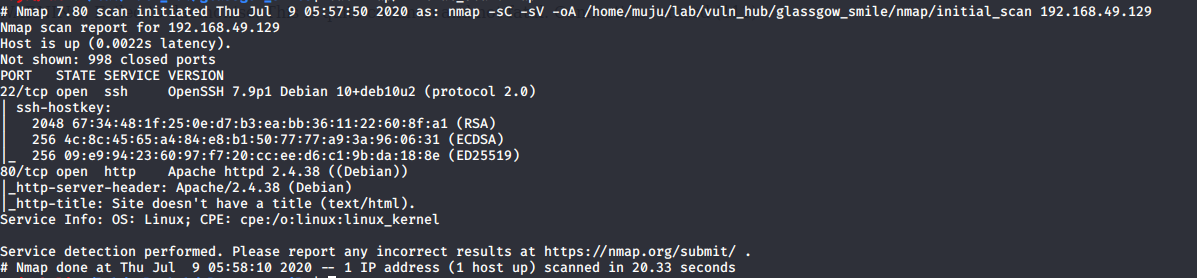 # Nmap 7.80 scan initiated Thu Jul  9 05:57:50 2020 as: nmap -sC -sV -oA /home/muju/lab/vuln_hub/glassgow_smile/nmap/initial_scan 192.168.49.129
Nmap scan report for 192.168.49.129
Host is up (0.0022s latency).
Not shown: 998 closed ports
PORT   STATE SERVICE VERSION
22/tcp open  ssh     OpenSSH 7.9p1 Debian 10+deb10u2 (protocol 2.0)
| ssh-hostkey:
|   2048 67:34:48:1f:25:0e:d7:b3:ea:bb:36:11:22:60:8f:a1 (RSA)
|   256 4c:8c:45:65:a4:84:e8:b1:50:77:77:a9:3a:96:06:31 (ECDSA)
|_  256 09:e9:94:23:60:97:f7:20:cc:ee:d6:c1:9b:da:18:8e (ED25519)
80/tcp open  http    Apache httpd 2.4.38 ((Debian))
|_http-server-header: Apache/2.4.38 (Debian)
|_http-title: Site doesn't have a title (text/html).
Service Info: OS: Linux; CPE: cpe:/o:linux:linux_kernel

Service detection performed. Please report any incorrect results at https://nmap.org/submit/ .
# Nmap done at Thu Jul  9 05:58:10 2020 -- 1 IP address (1 host up) scanned in 20.33 seconds